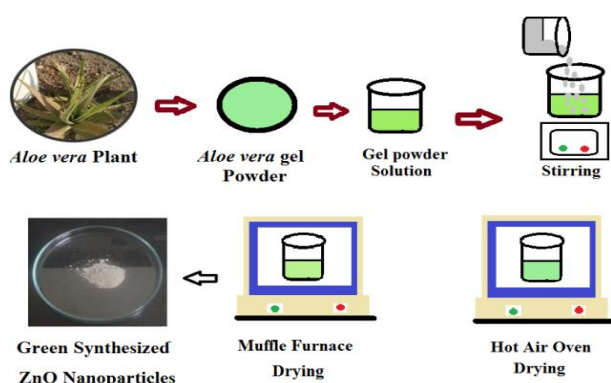 Aloe vera Plant
Aloe vera gel
Powder
Gel powder
Solution
Stirring
Green Synthesized
ZnO Nanoparticles
Muffle Furnace
Drying
Hot Air Oven
Drying